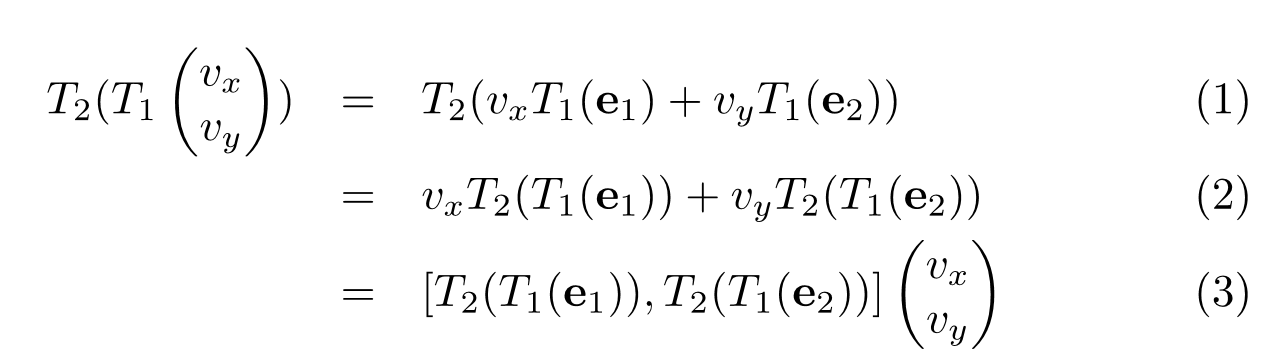 $T_2(T_1 \begin{pmatrix} v_x \\ v_y \end{pmatrix}) = T_2(v_x T_1(\mathbf{e}_1) + v_y T_1(\mathbf{e}_2))$ (1)
$= v_x T_2(T_1(\mathbf{e}_1)) + v_y T_2(T_1(\mathbf{e}_2))$ (2)
$= [T_2(T_1(\mathbf{e}_1)), T_2(T_1(\mathbf{e}_2))] \begin{pmatrix} v_x \\ v_y \end{pmatrix}$ (3)